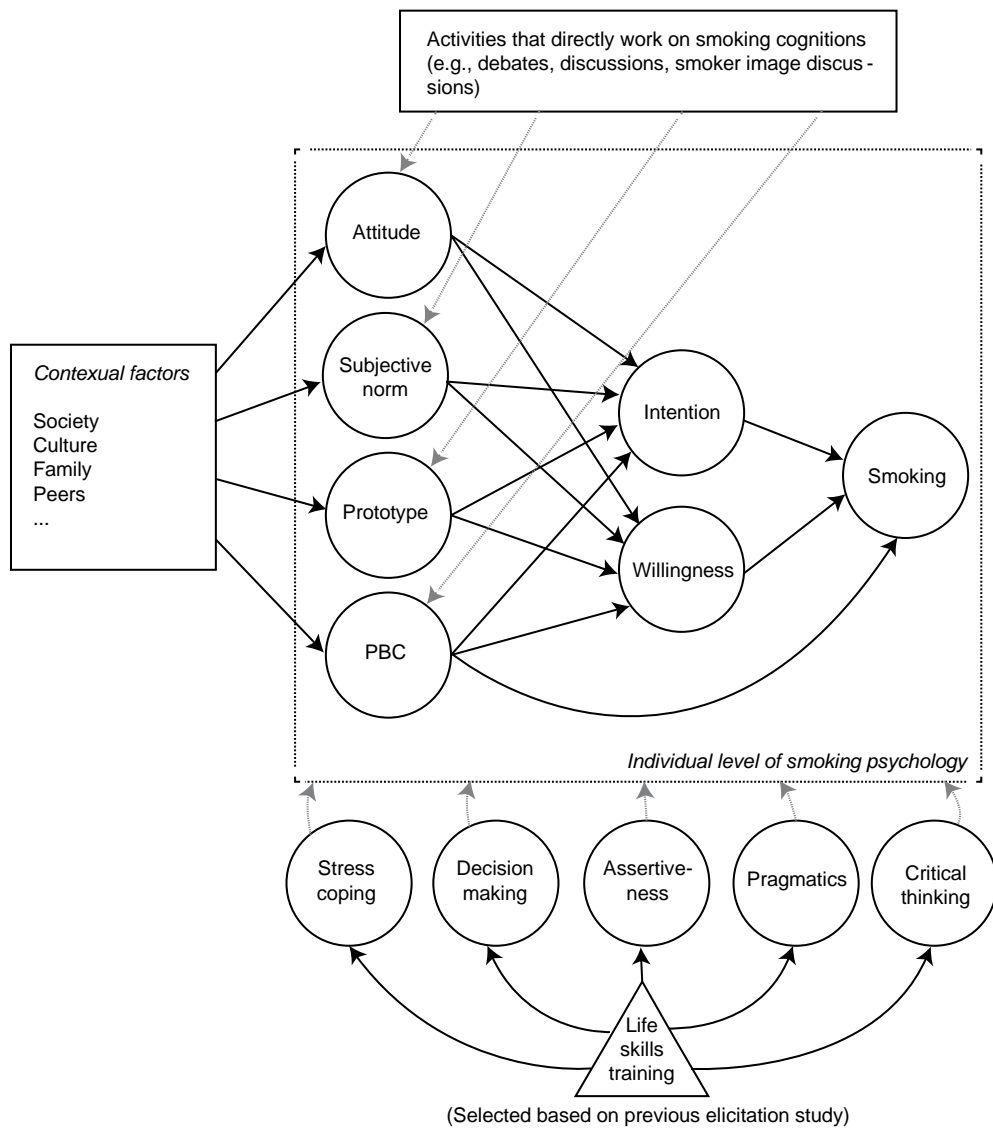 Activities that directly work on smoking cognitions
(e.g., debates, discussions, smoker image discus -
sions)
Attitude
Subjective
norm
Contexual factors
Society
Culture
Family
Peers
...
Intention
Smoking
Prototype
Willingness
PBC
Individual level of smoking psychology
Stress
coping
Decision
making
Assertive-
ness
Pragmatics
Critical
thinking
Life
skills
training
(Selected based on previous elicitation study)